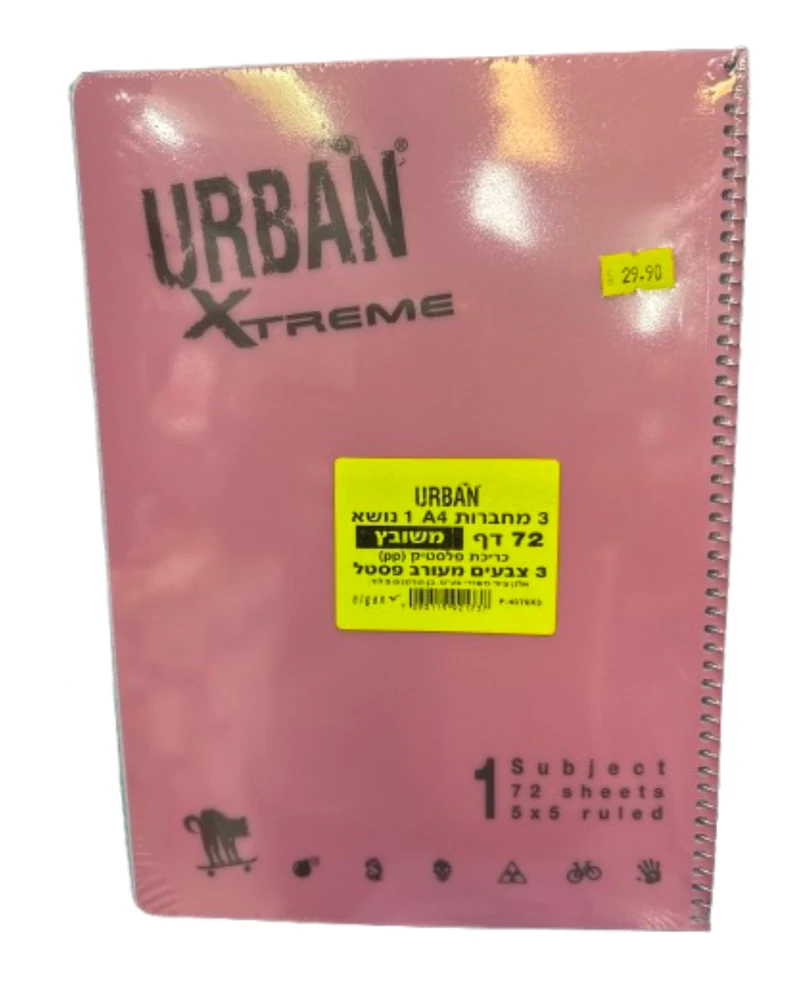 URBAN®
XTREME
29.90
URBAN
3 מחברות A4 1 נושא
72 דף משובץ
כריכת פלסטיק (pp)
3 צבעים מעורב פסטל
1 Subject
72 sheets
5x5 ruled